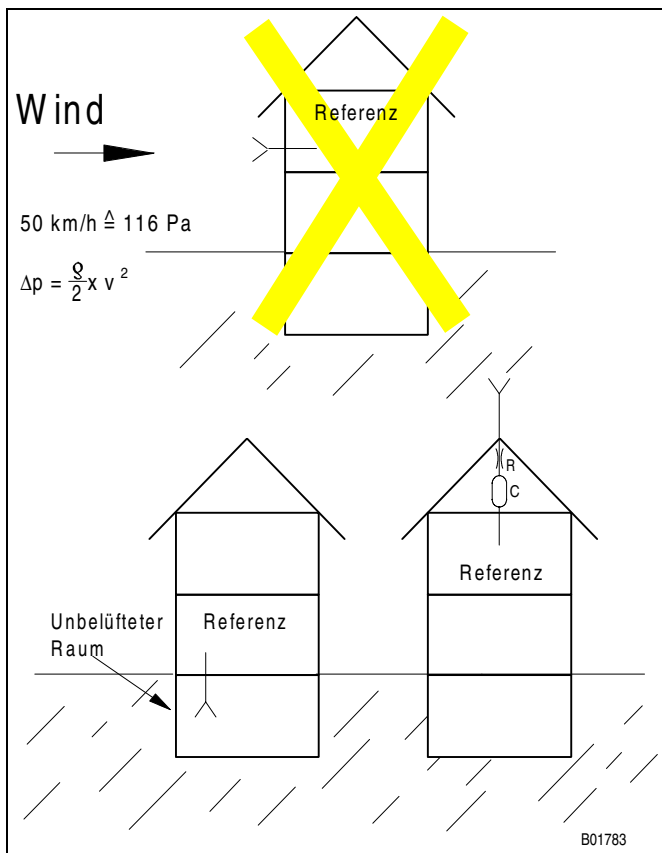 Referenz
Wind
50 km/h ≙ 116 Pa
Δp = ϱ/2 x v²
R
C
Referenz
Unbelüfteter
Raum
Referenz
B01783